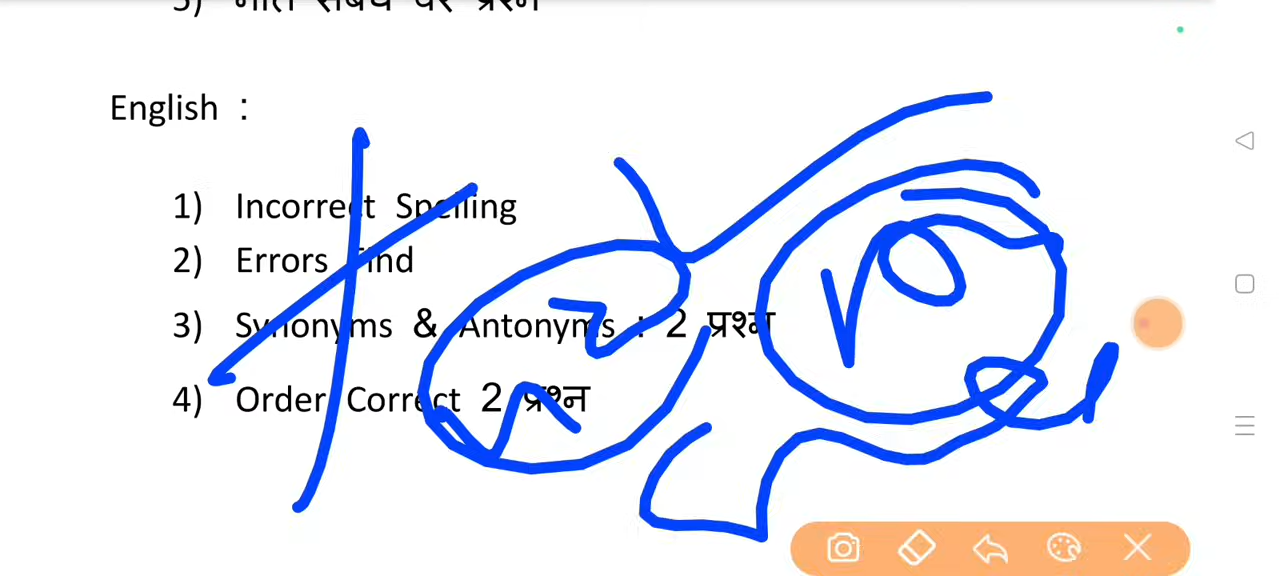 English :
1) Incorrect Spelling
2) Errors Find
3) Synonyms & Antonyms : 2 प्रश्न
4) Order Correct 2 प्रश्न